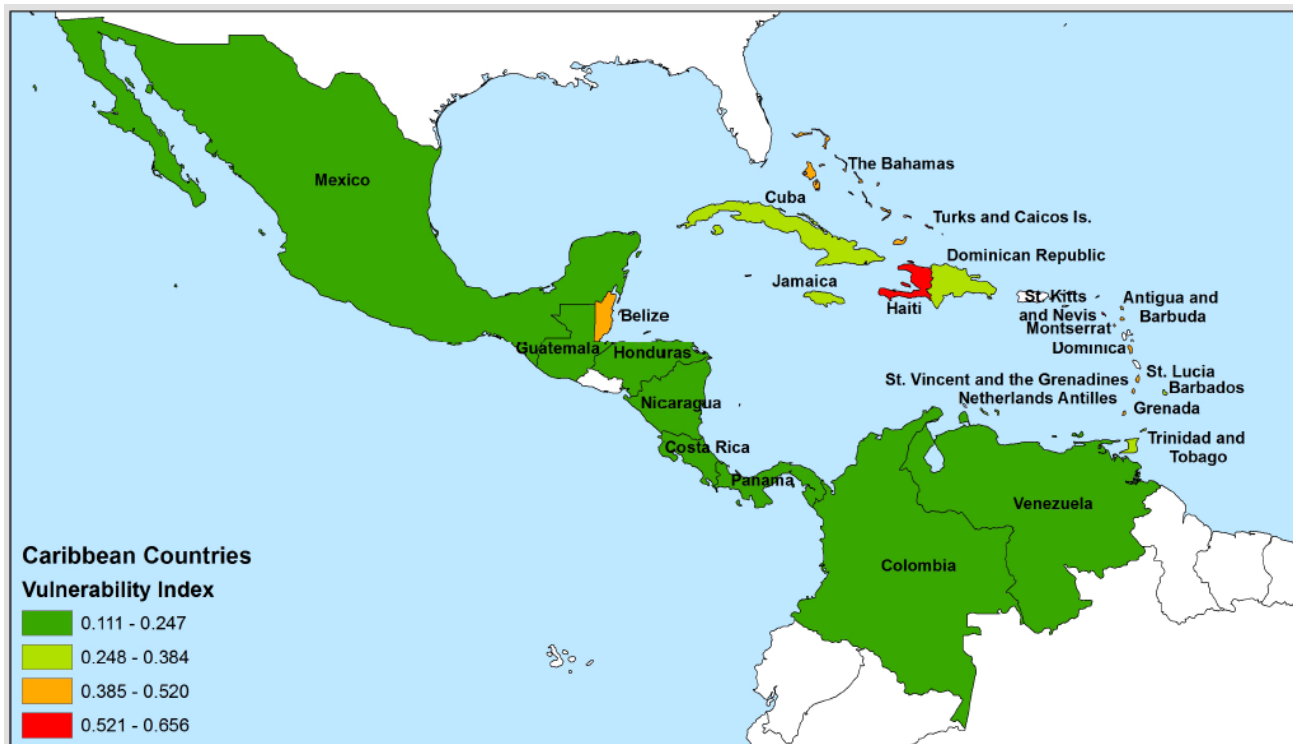 Mexico
The Bahamas
Cuba
Turks and Caicos Is.
Dominican Republic
Jamaica
Haiti
St. Kitts
and Nevis
Antigua and
Barbuda
Montserrat
Dominica
Belize
Guatemala
Honduras
St. Lucia
Barbados
St. Vincent and the Grenadines
Netherlands Antilles
Grenada
Nicaragua
Trinidad and
Tobago
Costa Rica
Panama
Venezuela
Colombia
Caribbean Countries
Vulnerability Index
0.111 - 0.247
0.248 - 0.384
0.385 - 0.520
0.521 - 0.656